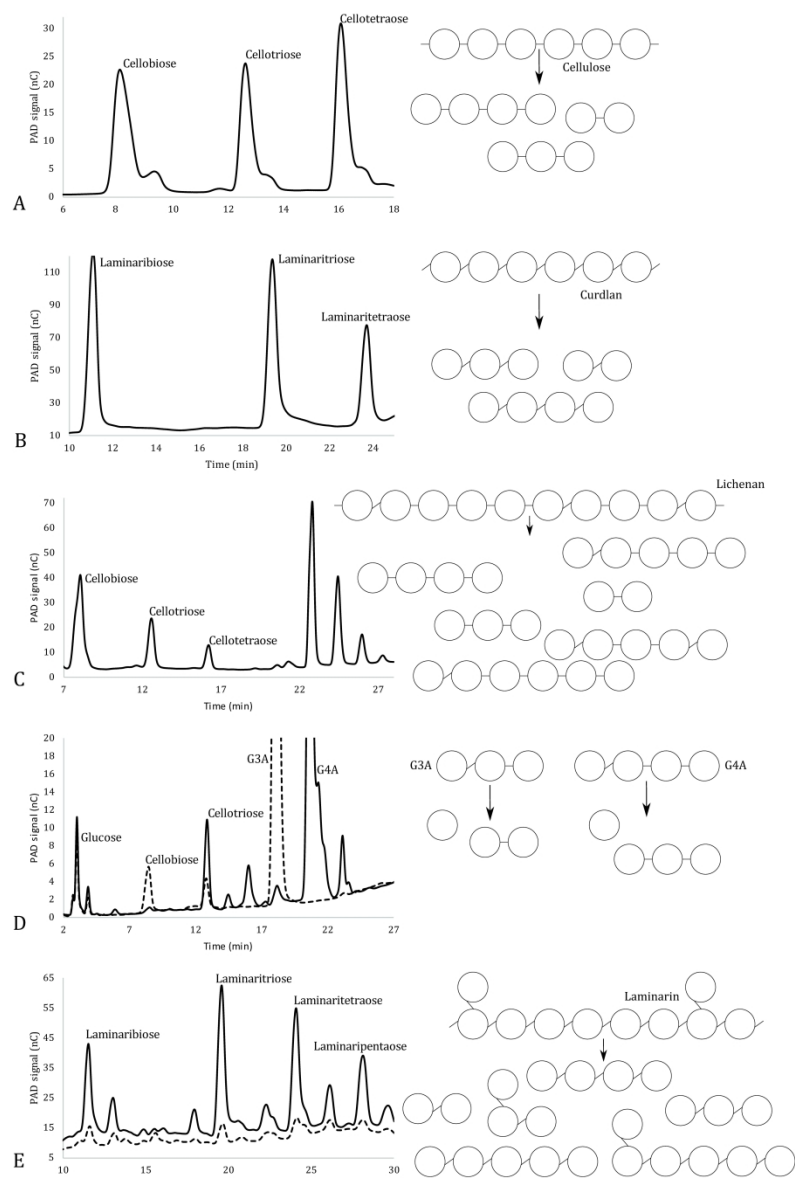 Cellotetraose
Cellotriose
Cellobiose
PAD signal (nC)
30
25
20
15
10
5
0
6 8 10 12 14 16 18
A
Cellulose
Laminaribiose
Laminaritriose
Laminaritetraose
PAD signal (nC)
110
90
70
50
30
10
10 12 14 16 18 20 22 24
Time (min)
B
Curdlan
Lichenan
Cellobiose
Cellotriose
Cellotetraose
PAD signal (nC)
70
60
50
40
30
20
10
0
7 12 17 22 27
Time (min)
C
G3A
G4A
Cellotriose
Glucose
Cellobiose
PAD signal (nC)
20
18
16
14
12
10
8
6
4
2
0
2 7 12 17 22 27
Time (min)
D
G3A
G4A
Laminaritriose
Laminaritetraose
Laminaribiose
Laminaripentaose
PAD signal (nC)
65
55
45
35
25
15
5
10 15 20 25 30
E
Laminarin